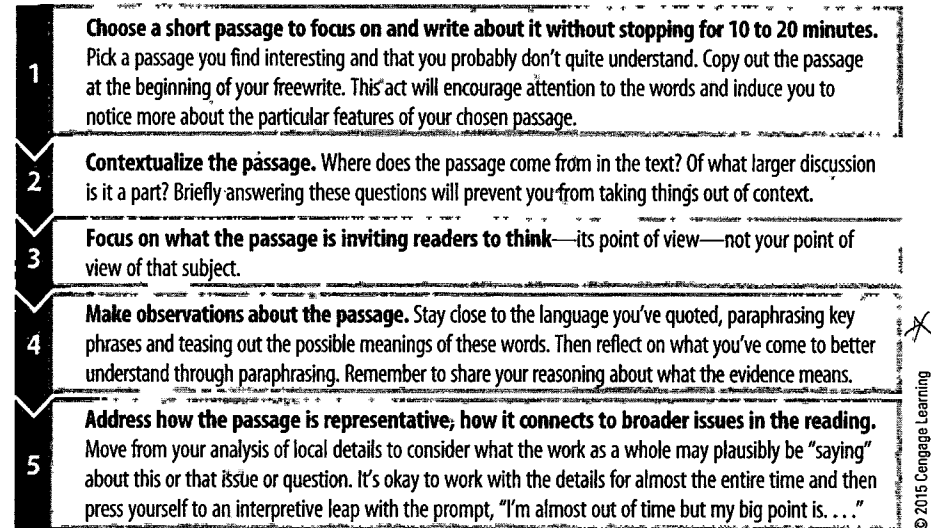 1
Choose a short passage to focus on and write about it without stopping for 10 to 20 minutes.
Pick a passage you find interesting and that you probably don't quite understand. Copy out the passage
at the beginning of your freewrite. This act will encourage attention to the words and induce you to
notice more about the particular features of your chosen passage.
2
Contextualize the passage. Where does the passage come from in the text? Of what larger discussion
is it a part? Briefly answering these questions will prevent you from taking things out of context.
3
Focus on what the passage is inviting readers to think—its point of view—not your point of
view of that subject.
4
Make observations about the passage. Stay close to the language you've quoted, paraphrasing key
phrases and teasing out the possible meanings of these words. Then reflect on what you've come to better
understand through paraphrasing. Remember to share your reasoning about what the evidence means.
5
Address how the passage is representative, how it connects to broader issues in the reading.
Move from your analysis of local details to consider what the work as a whole may plausibly be "saying"
about this or that issue or question. It's okay to work with the details for almost the entire time and then
press yourself to an interpretive leap with the prompt, "I'm almost out of time but my big point is. . . ."
© 2015 Cengage Learning